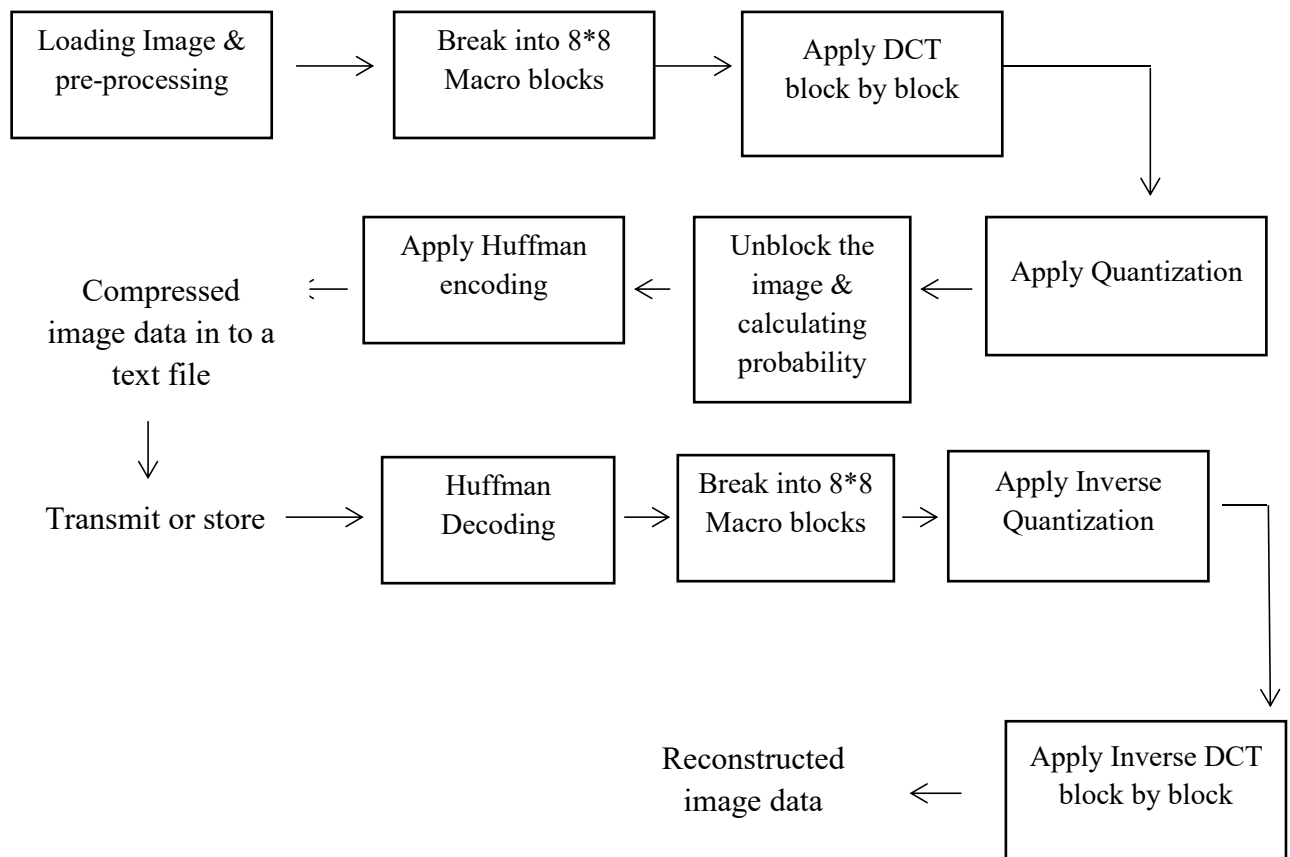 Loading Image &
pre-processing
Break into 8*8
Macro blocks
Apply DCT
block by block
Apply Quantization
Unblock the
image &
calculating
probability
Apply Huffman
encoding
Compressed
image data in to a
text file
Transmit or store
Huffman
Decoding
Break into 8*8
Macro blocks
Apply Inverse
Quantization
Apply Inverse DCT
block by block
Reconstructed
image data